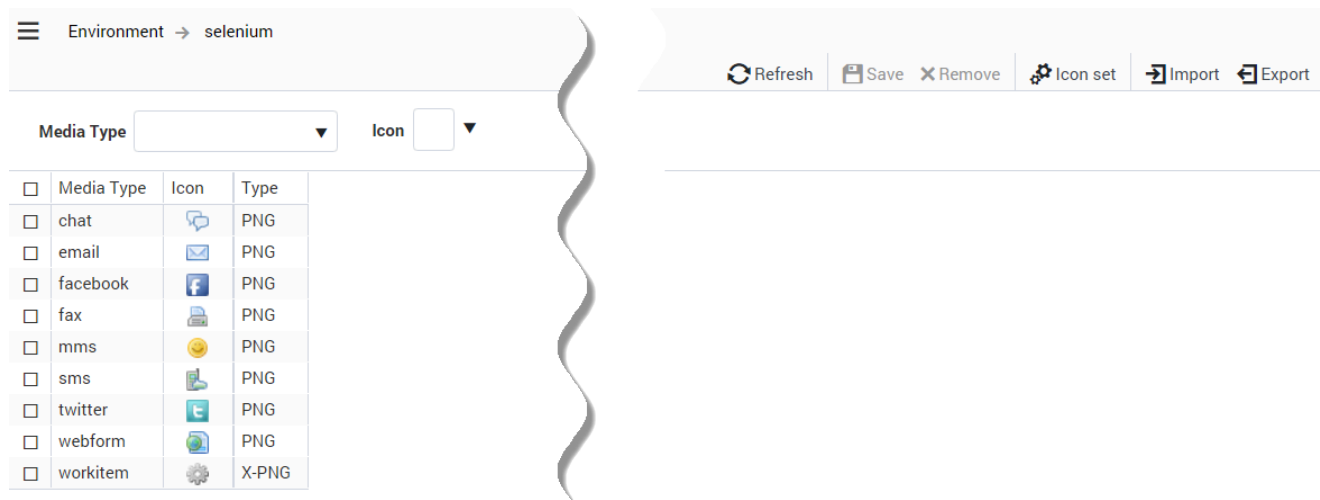 Environment → selenium
Refresh Save Remove Icon set Import Export
Media Type Icon
Media Type Icon Type
chat PNG
email PNG
facebook PNG
fax PNG
mms PNG
sms PNG
twitter PNG
webform PNG
workitem X-PNG